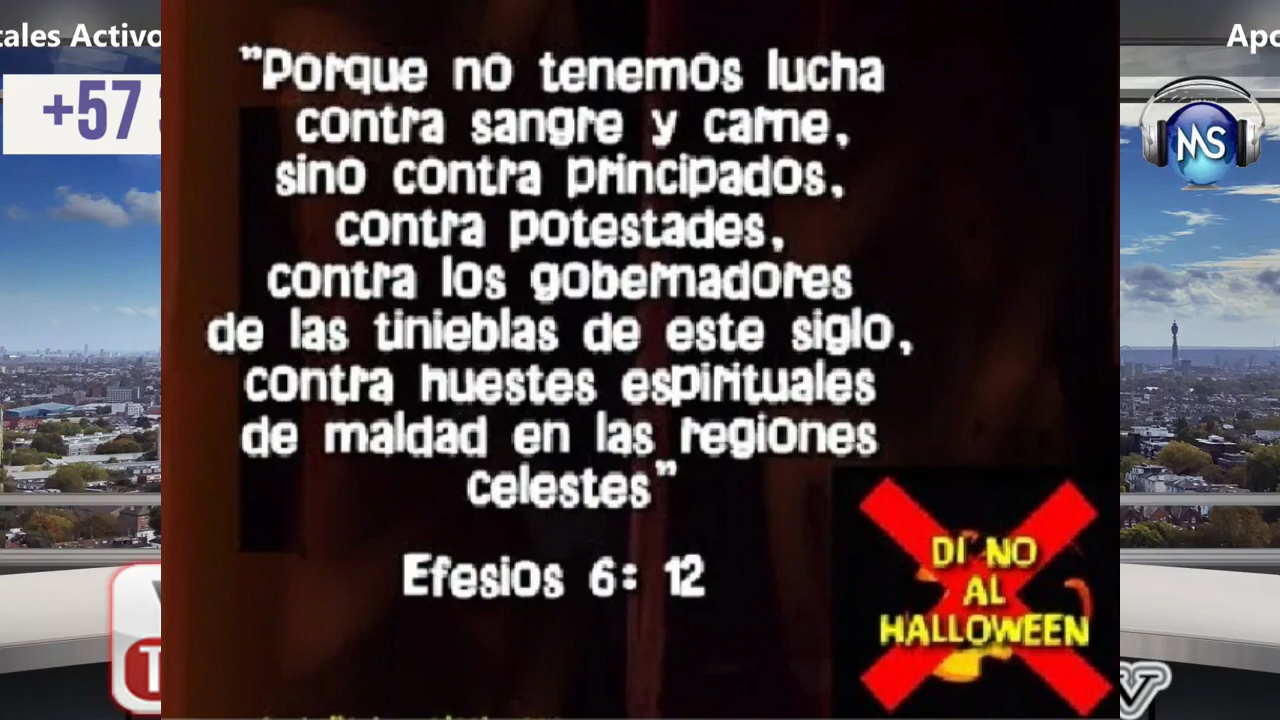 tales Activo
Apo
+57
MS
"Porque no tenemos lucha
contra sangre y carne,
sino contra principados,
contra potestades,
contra los gobernadores
de las tinieblas de este siglo,
contra huestes espirituales
de maldad en las regiones
celestes"
Efesios 6: 12
DI NO
AL
HALLOWEEN